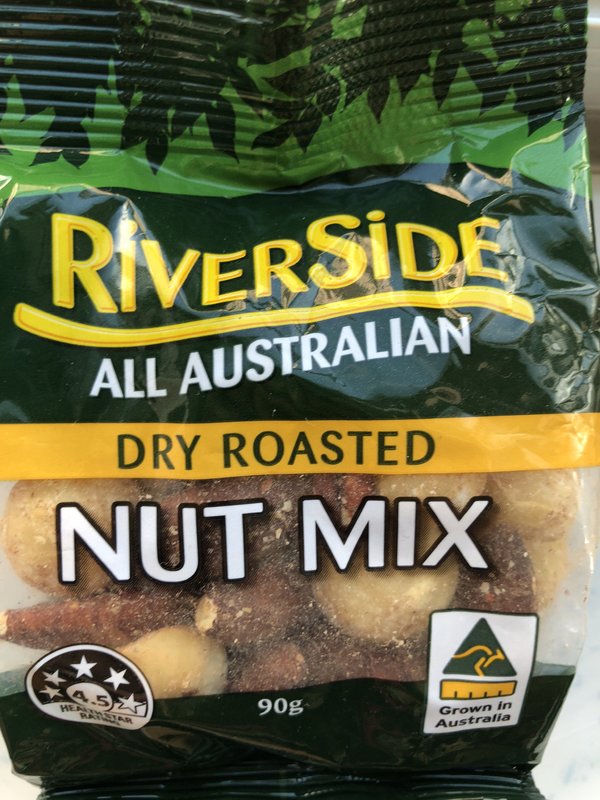 RiVERSiDE
ALL AUSTRALIAN
DRY ROASTED
NUT MIX
4.5
HEALTH STAR
RATING
90g
Grown in
Australia